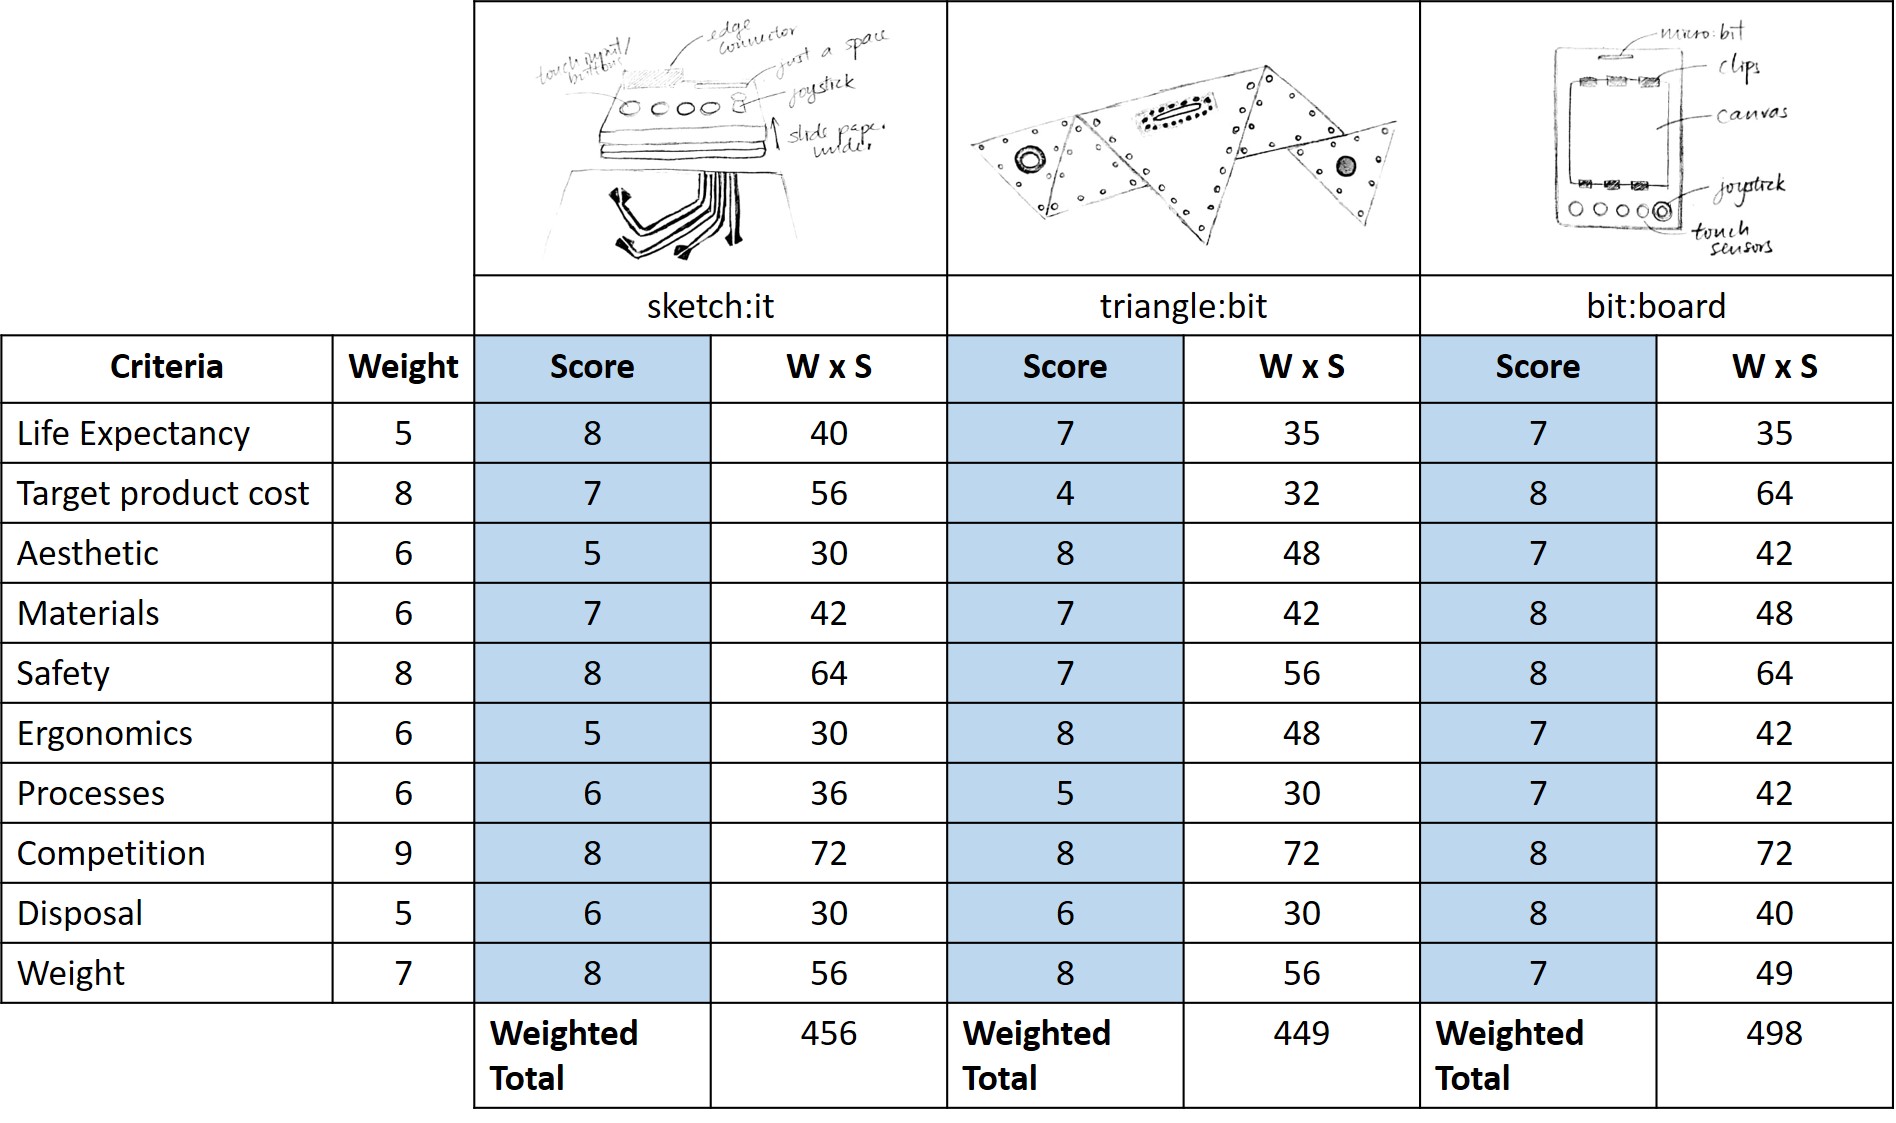 touch input/
buttons
edge
connector
just a space
joystick
slide paper
under
micro:bit
clips
canvas
joystick
touch
sensors
sketch:it triangle:bit bit:board
Criteria Weight Score W x S Score W x S Score W x S
Life Expectancy 5 8 40 7 35 7 35
Target product cost 8 7 56 4 32 8 64
Aesthetic 6 5 30 8 48 7 42
Materials 6 7 42 7 42 8 48
Safety 8 8 64 7 56 8 64
Ergonomics 6 5 30 8 48 7 42
Processes 6 6 36 5 30 7 42
Competition 9 8 72 8 72 8 72
Disposal 5 6 30 6 30 8 40
Weight 7 8 56 8 56 7 49
Weighted 456 Weighted 449 Weighted 498
Total Total Total